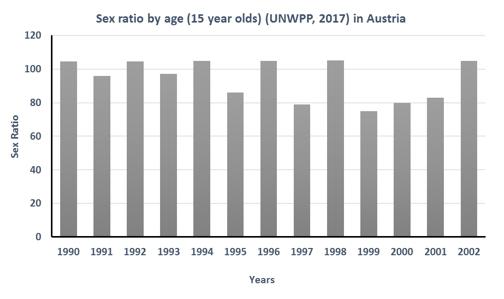 Sex ratio by age (15 year olds) (UNWPP, 2017) in Austria
120
100
80
60
40
20
0
Sex Ratio
1990 1991 1992 1993 1994 1995 1996 1997 1998 1999 2000 2001 2002
Years